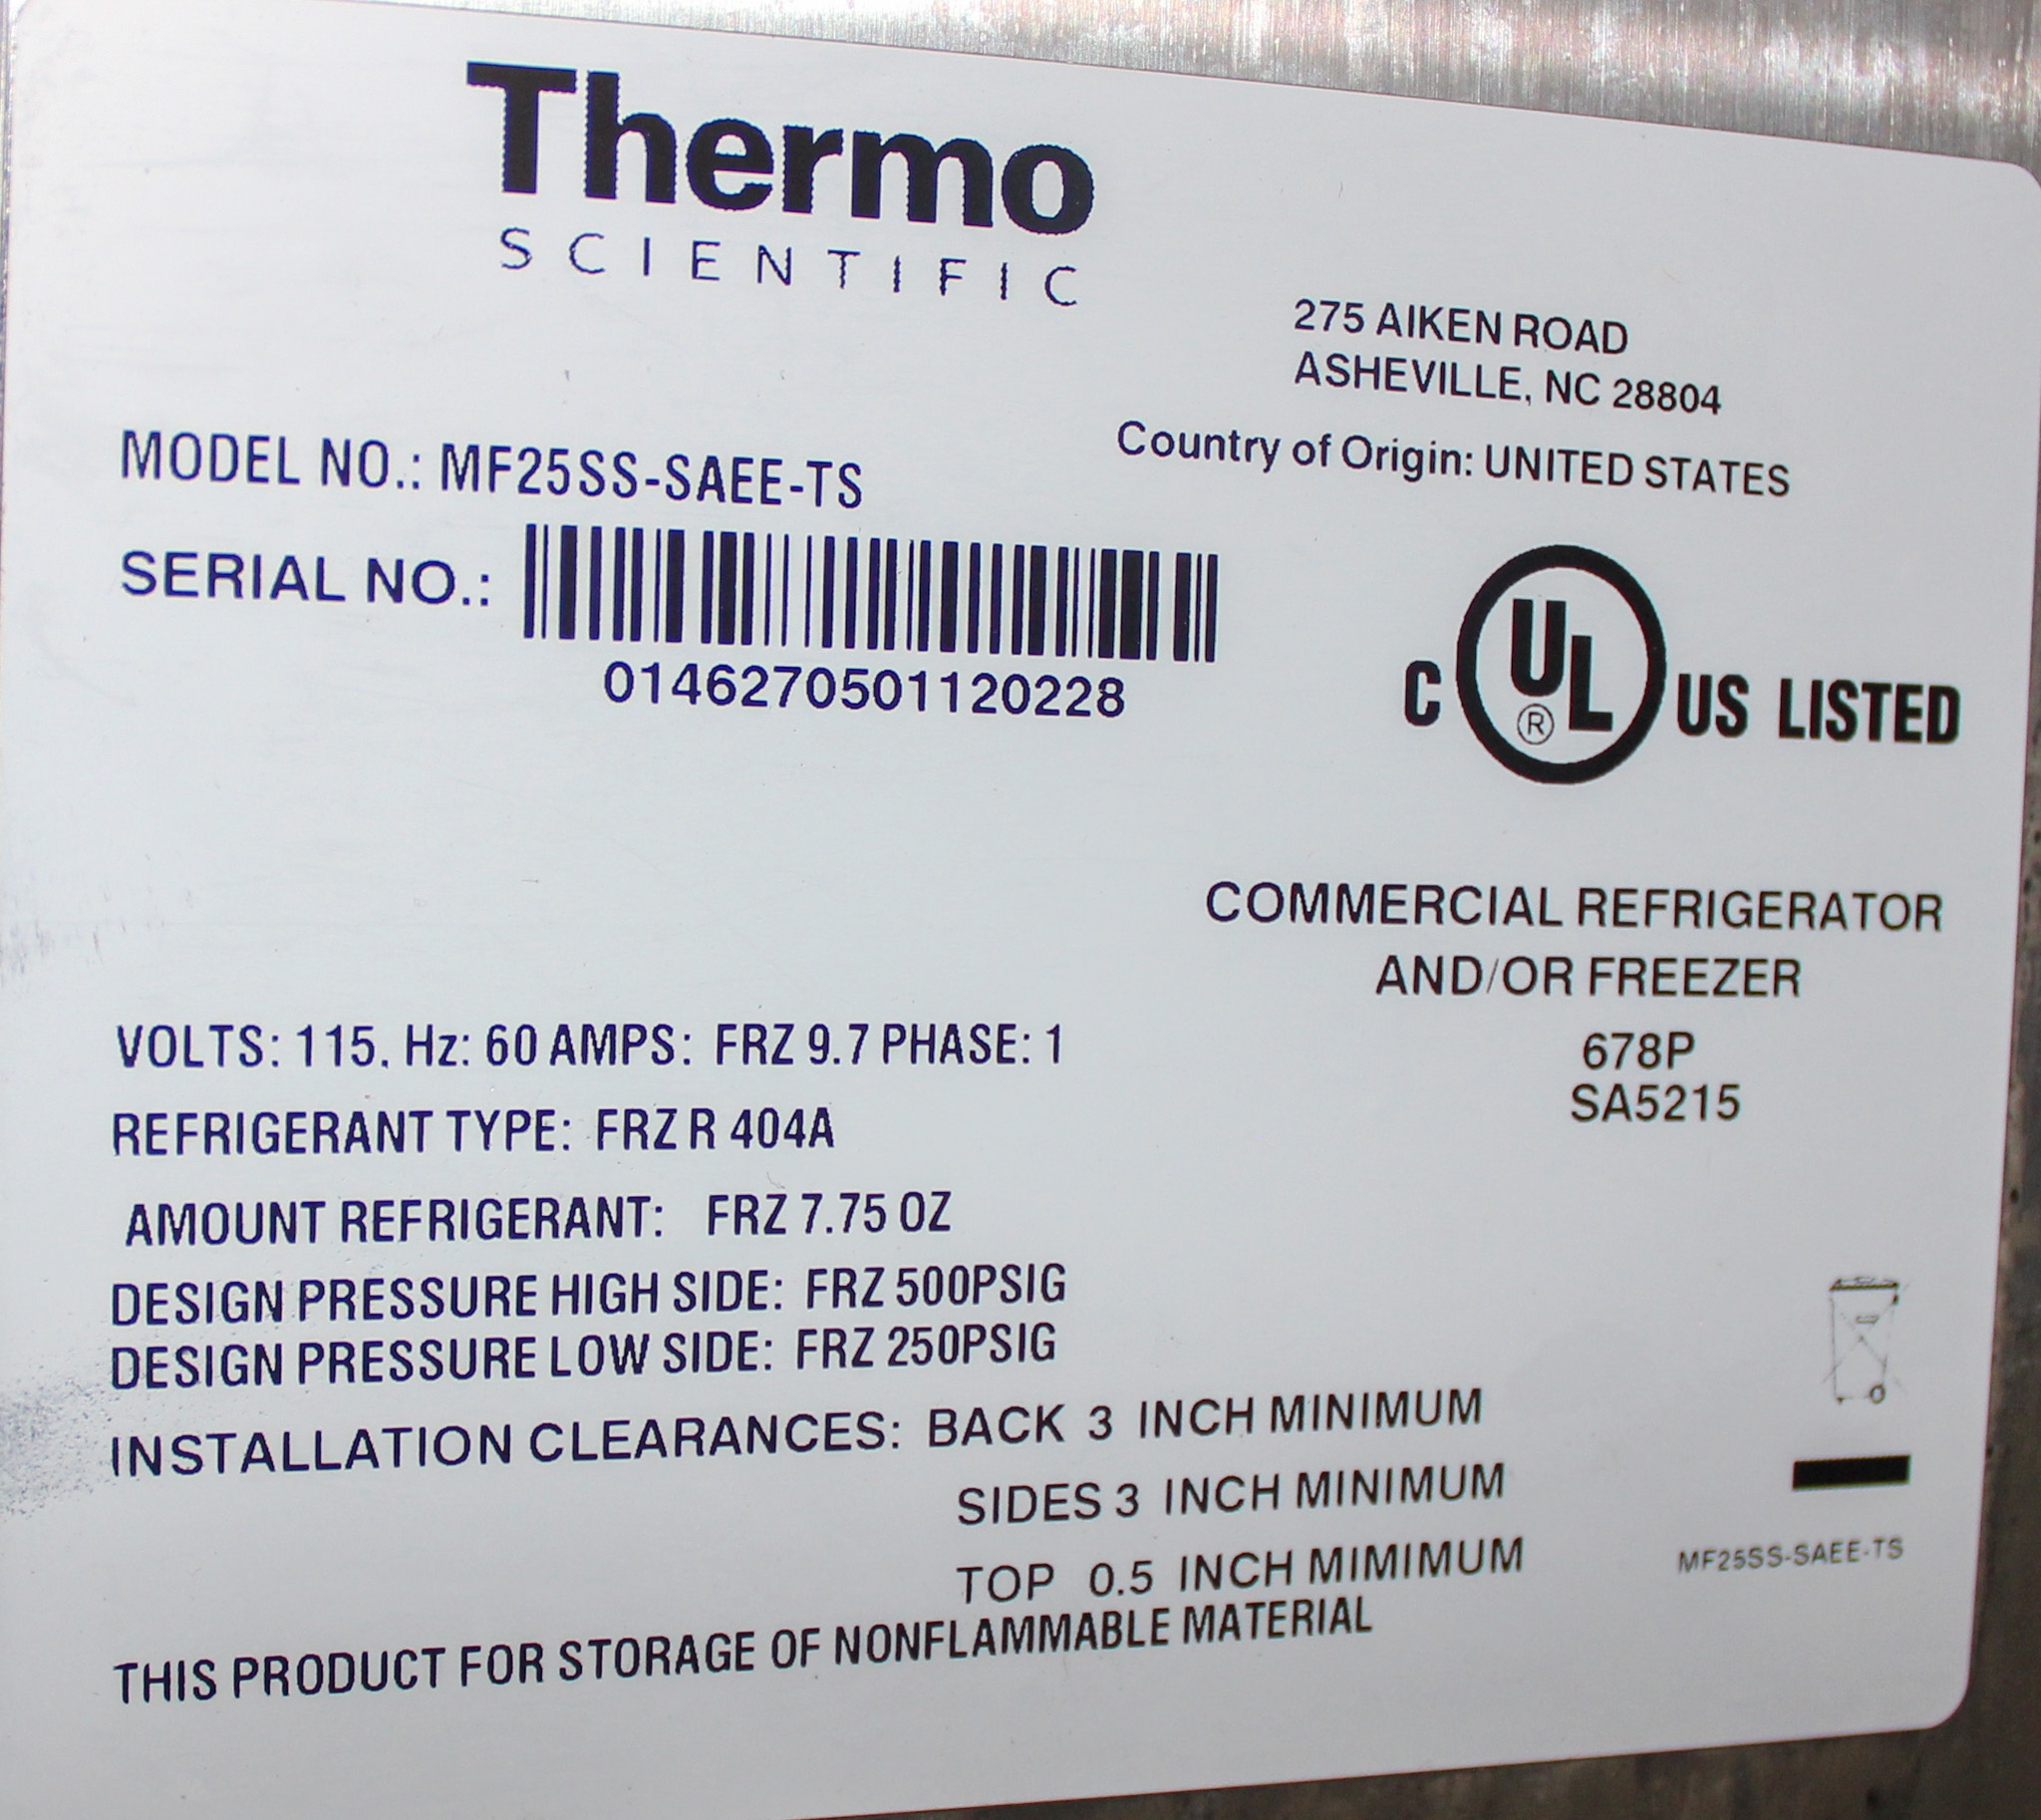 Thermo
SCIENTIFIC
275 AIKEN ROAD
ASHEVILLE, NC 28804
Country of Origin: UNITED STATES
MODEL NO.: MF25SS-SAEE-TS
SERIAL NO.:
0146270501120228
C UL ® US LISTED
COMMERCIAL REFRIGERATOR
AND/OR FREEZER
678P
SA5215
VOLTS: 115. Hz: 60 AMPS: FRZ 9.7 PHASE: 1
REFRIGERANT TYPE: FRZ R 404A
AMOUNT REFRIGERANT: FRZ 7.75 OZ
DESIGN PRESSURE HIGH SIDE: FRZ 500PSIG
DESIGN PRESSURE LOW SIDE: FRZ 250PSIG
INSTALLATION CLEARANCES: BACK 3 INCH MINIMUM
SIDES 3 INCH MINIMUM
TOP 0.5 INCH MIMIMUM
MF25SS-SAEE-TS
THIS PRODUCT FOR STORAGE OF NONFLAMMABLE MATERIAL